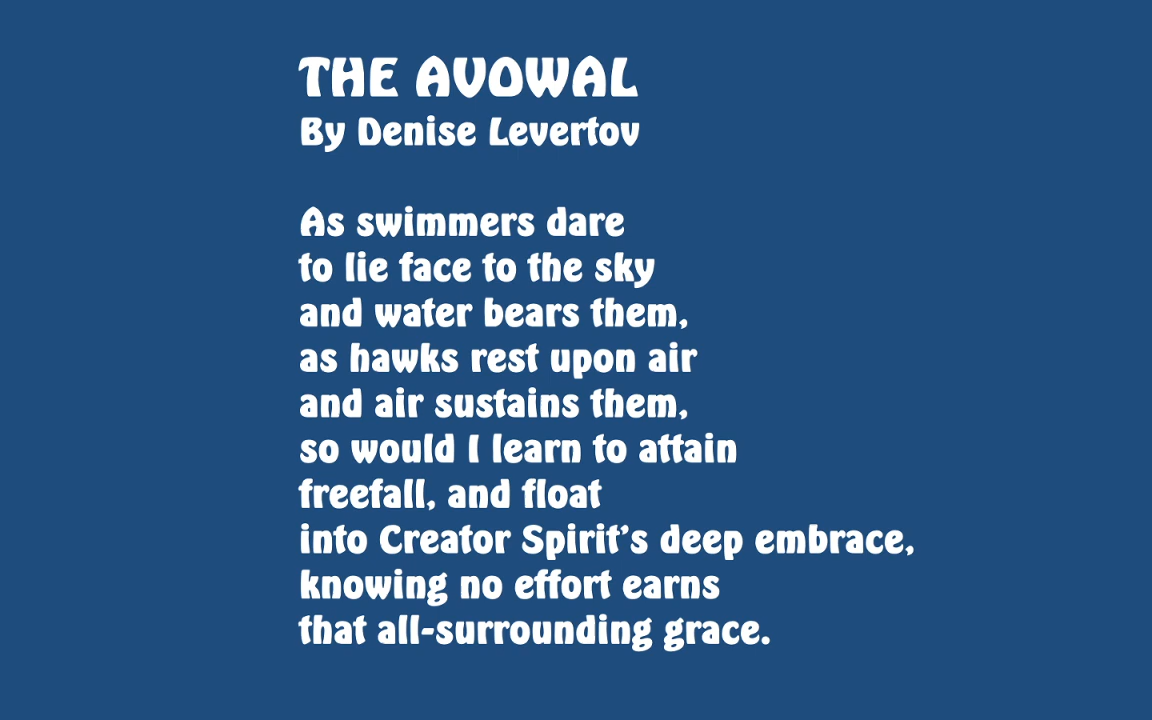 THE AVOWAL
By Denise Levertov
As swimmers dare
to lie face to the sky
and water bears them,
as hawks rest upon air
and air sustains them,
so would I learn to attain
freefall, and float
into Creator Spirit’s deep embrace,
knowing no effort earns
that all-surrounding grace.